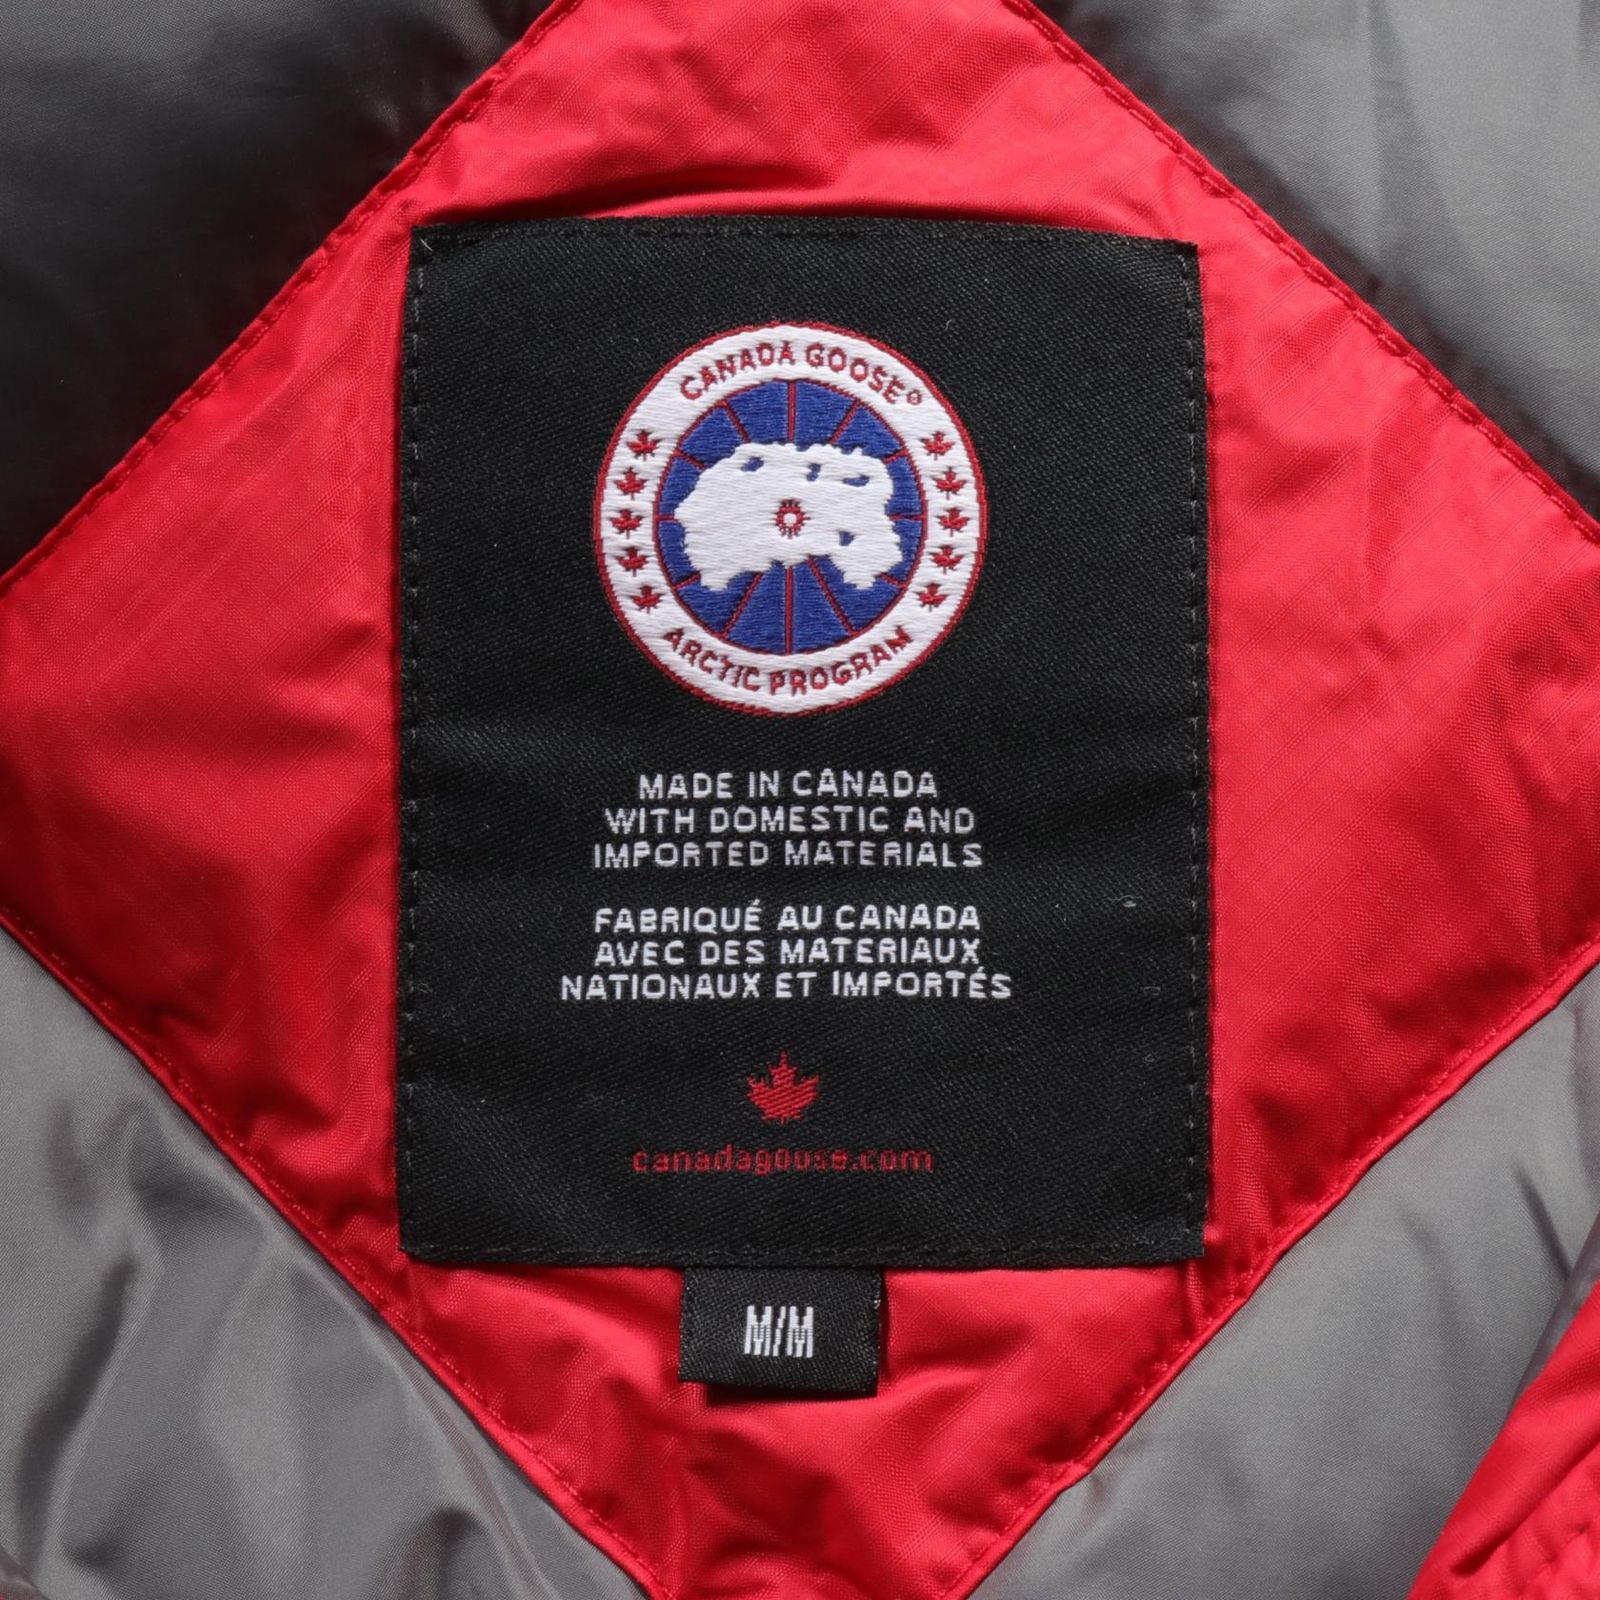 CANADA GOOSE®
ARCTIC PROGRAM
MADE IN CANADA
WITH DOMESTIC AND
IMPORTED MATERIALS
FABRIQUÉ AU CANADA
AVEC DES MATERIAUX
NATIONAUX ET IMPORTÉS
canadagoose.com
M/M